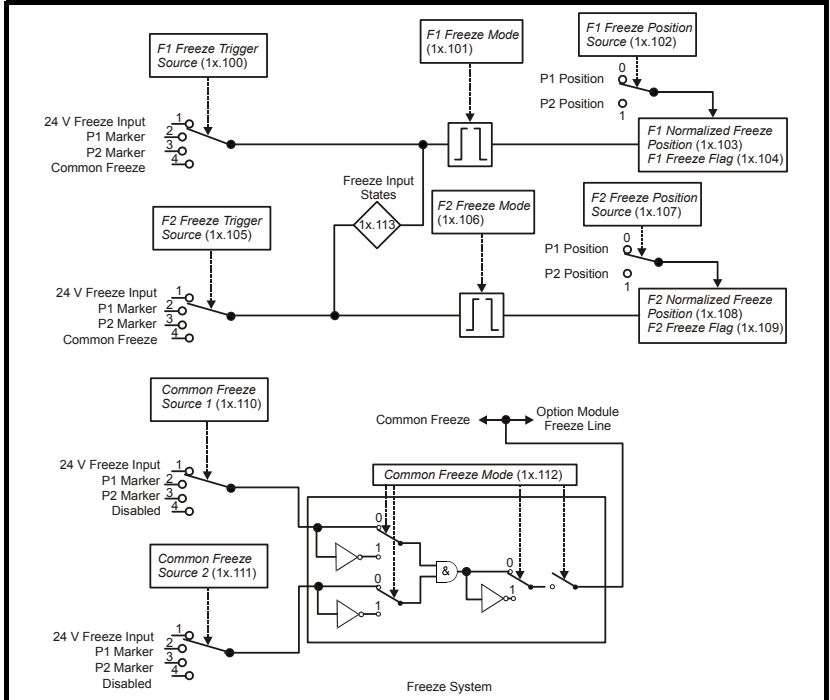 F1 Freeze Trigger
Source (1x.100)
F1 Freeze Mode
(1x.101)
F1 Freeze Position
Source (1x.102)
0
P1 Position
P2 Position
1
24 V Freeze Input
1
P1 Marker
2
P2 Marker
3
Common Freeze
4
F1 Normalized Freeze
Position (1x.103)
F1 Freeze Flag (1x.104)
Freeze Input
States
1x.113
F2 Freeze Trigger
Source (1x.105)
F2 Freeze Mode
(1x.106)
F2 Freeze Position
Source (1x.107)
0
P1 Position
P2 Position
1
24 V Freeze Input
1
P1 Marker
2
P2 Marker
3
Common Freeze
4
F2 Normalized Freeze
Position (1x.108)
F2 Freeze Flag (1x.109)
Common Freeze
Source 1 (1x.110)
Common Freeze
Option Module
Freeze Line
24 V Freeze Input
1
P1 Marker
2
P2 Marker
3
Disabled
4
Common Freeze Mode (1x.112)
0
1
0
1
&
0
1
Common Freeze
Source 2 (1x.111)
24 V Freeze Input
1
P1 Marker
2
P2 Marker
3
Disabled
4
Freeze System